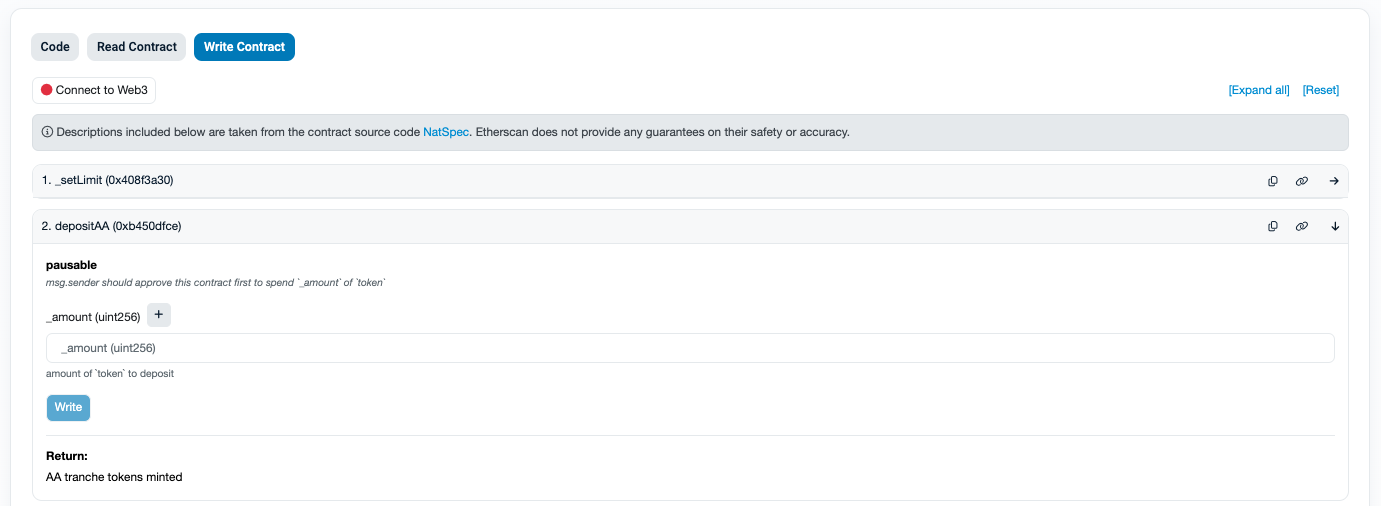 Code Read Contract Write Contract
Connect to Web3 [Expand all] [Reset]
Descriptions included below are taken from the contract source code NatSpec. Etherscan does not provide any guarantees on their safety or accuracy.
1. _setLimit (0x408f3a30)
2. depositAA (0xb450dfce)
pausable
msg.sender should approve this contract first to spend `_amount` of `token`
_amount (uint256) +
_amount (uint256)
amount of `token` to deposit
Write
Return:
AA tranche tokens minted